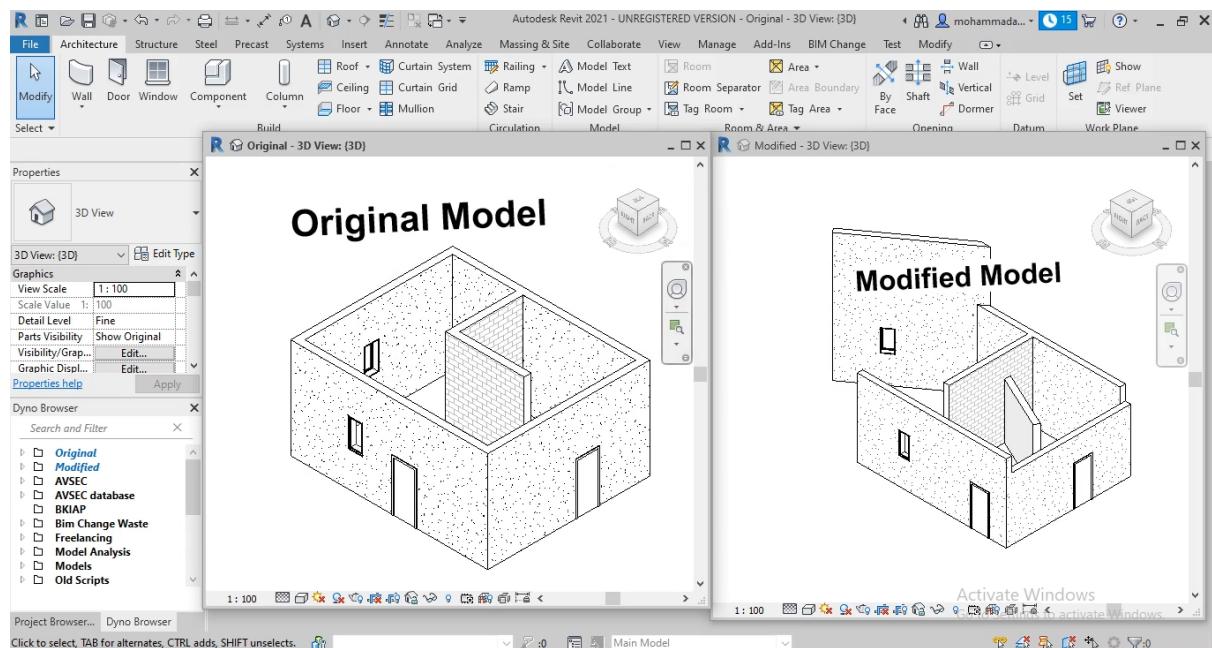 Autodesk Revit 2021 - UNREGISTERED VERSION - Original - 3D View: {3D}
mohammada...
15
File Architecture Structure Steel Precast Systems Insert Annotate Analyze Massing & Site Collaborate View Manage Add-Ins BIM Change Test Modify
Modify Wall Door Window Component Column
Roof Curtain System Railing Model Text Room Area Wall Level Show
Ceiling Curtain Grid Ramp Model Line Room Separator Area Boundary By Face Shaft Vertical Grid Set Ref Plane
Floor Mullion Stair Model Group Tag Room Tag Area Dormer Viewer
Select Build Circulation Model Room & Area Opening Datum Work Plane
Original - 3D View: {3D}
Modified - 3D View: {3D}
Properties
3D View
3D View: {3D} Edit Type
Graphics
View Scale 1 : 100
Scale Value 1: 100
Detail Level Fine
Parts Visibility Show Original
Visibility/Grap... Edit...
Graphic Displ... Edit...
Properties help Apply
Dyno Browser
Search and Filter
Original
Modified
AVSEC
AVSEC database
BKIAP
Bim Change Waste
Freelancing
Model Analysis
Models
Old Scripts
Project Browser... Dyno Browser
Original Model
1 : 100
Modified Model
1 : 100
Activate Windows
Go to Settings to activate Windows.
Click to select, TAB for alternates, CTRL adds, SHIFT unselects.
:0
Main Model
:0